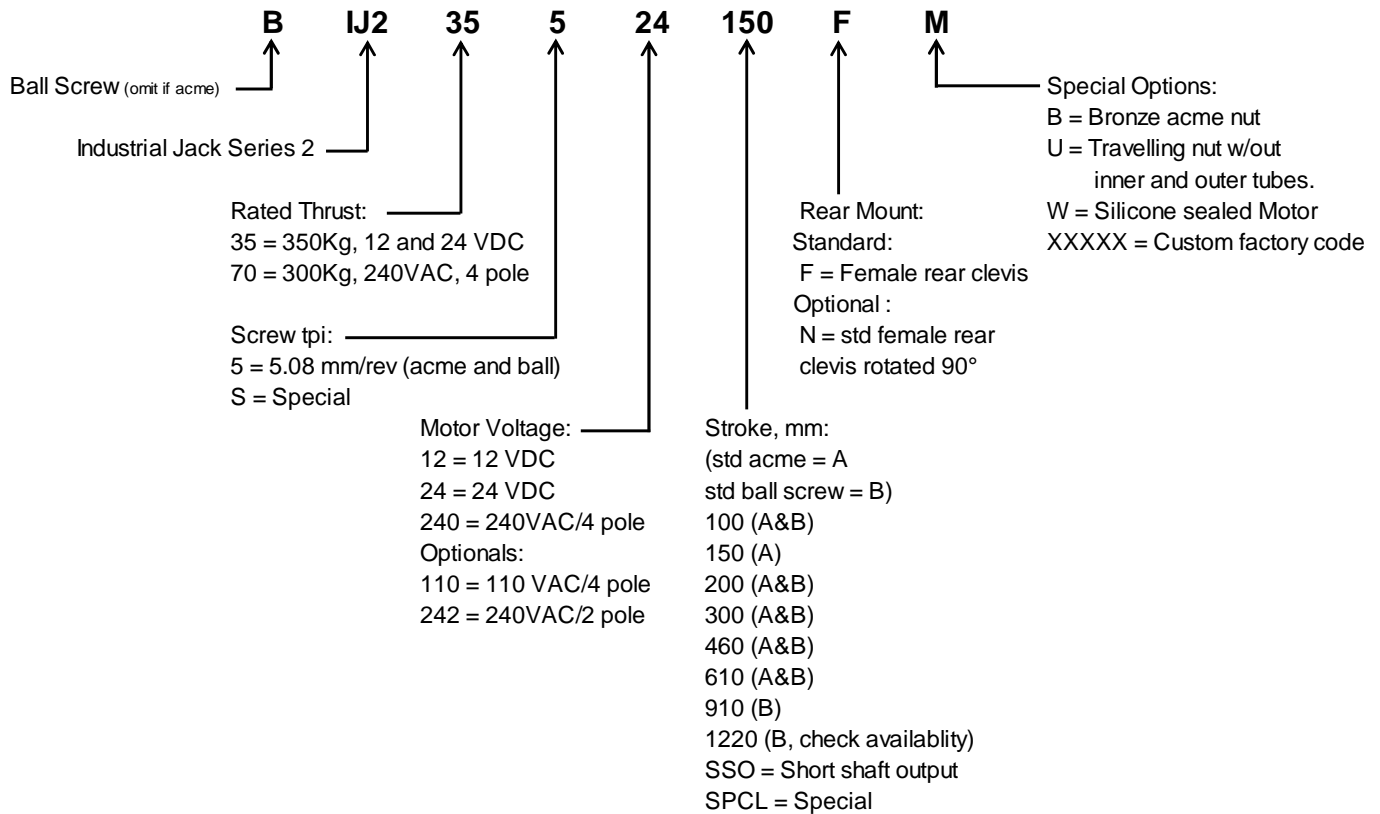 B IJ2 35 5 24 150 F M
Ball Screw (omit if acme)
Industrial Jack Series 2
Rated Thrust:
35 = 350Kg, 12 and 24 VDC
70 = 300Kg, 240VAC, 4 pole
Screw tpi:
5 = 5.08 mm/rev (acme and ball)
S = Special
Motor Voltage:
12 = 12 VDC
24 = 24 VDC
240 = 240VAC/4 pole
Optionals:
110 = 110 VAC/4 pole
242 = 240VAC/2 pole
Stroke, mm:
(std acme = A
std ball screw = B)
100 (A&B)
150 (A)
200 (A&B)
300 (A&B)
460 (A&B)
610 (A&B)
910 (B)
1220 (B, check availablity)
SSO = Short shaft output
SPCL = Special
Rear Mount:
Standard:
F = Female rear clevis
Optional :
N = std female rear
clevis rotated 90°
Special Options:
B = Bronze acme nut
U = Travelling nut w/out
inner and outer tubes.
W = Silicone sealed Motor
XXXXX = Custom factory code